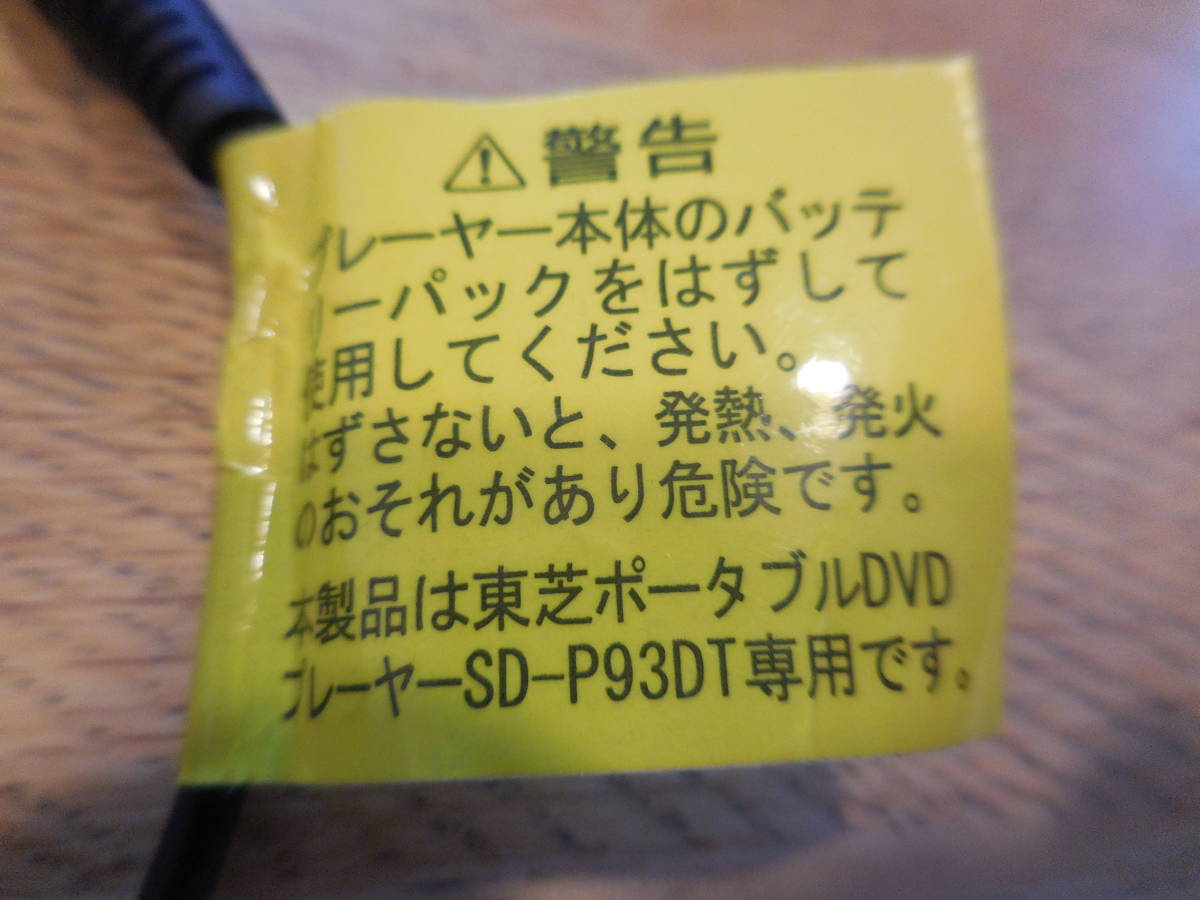 ⚠警告
プレーヤー本体のバッテ
リーパックをはずして
使用してください。
はずさないと、発熱、発火
のおそれがあり危険です。
本製品は東芝ポータブルDVD
プレーヤーSD-P93DT専用です。